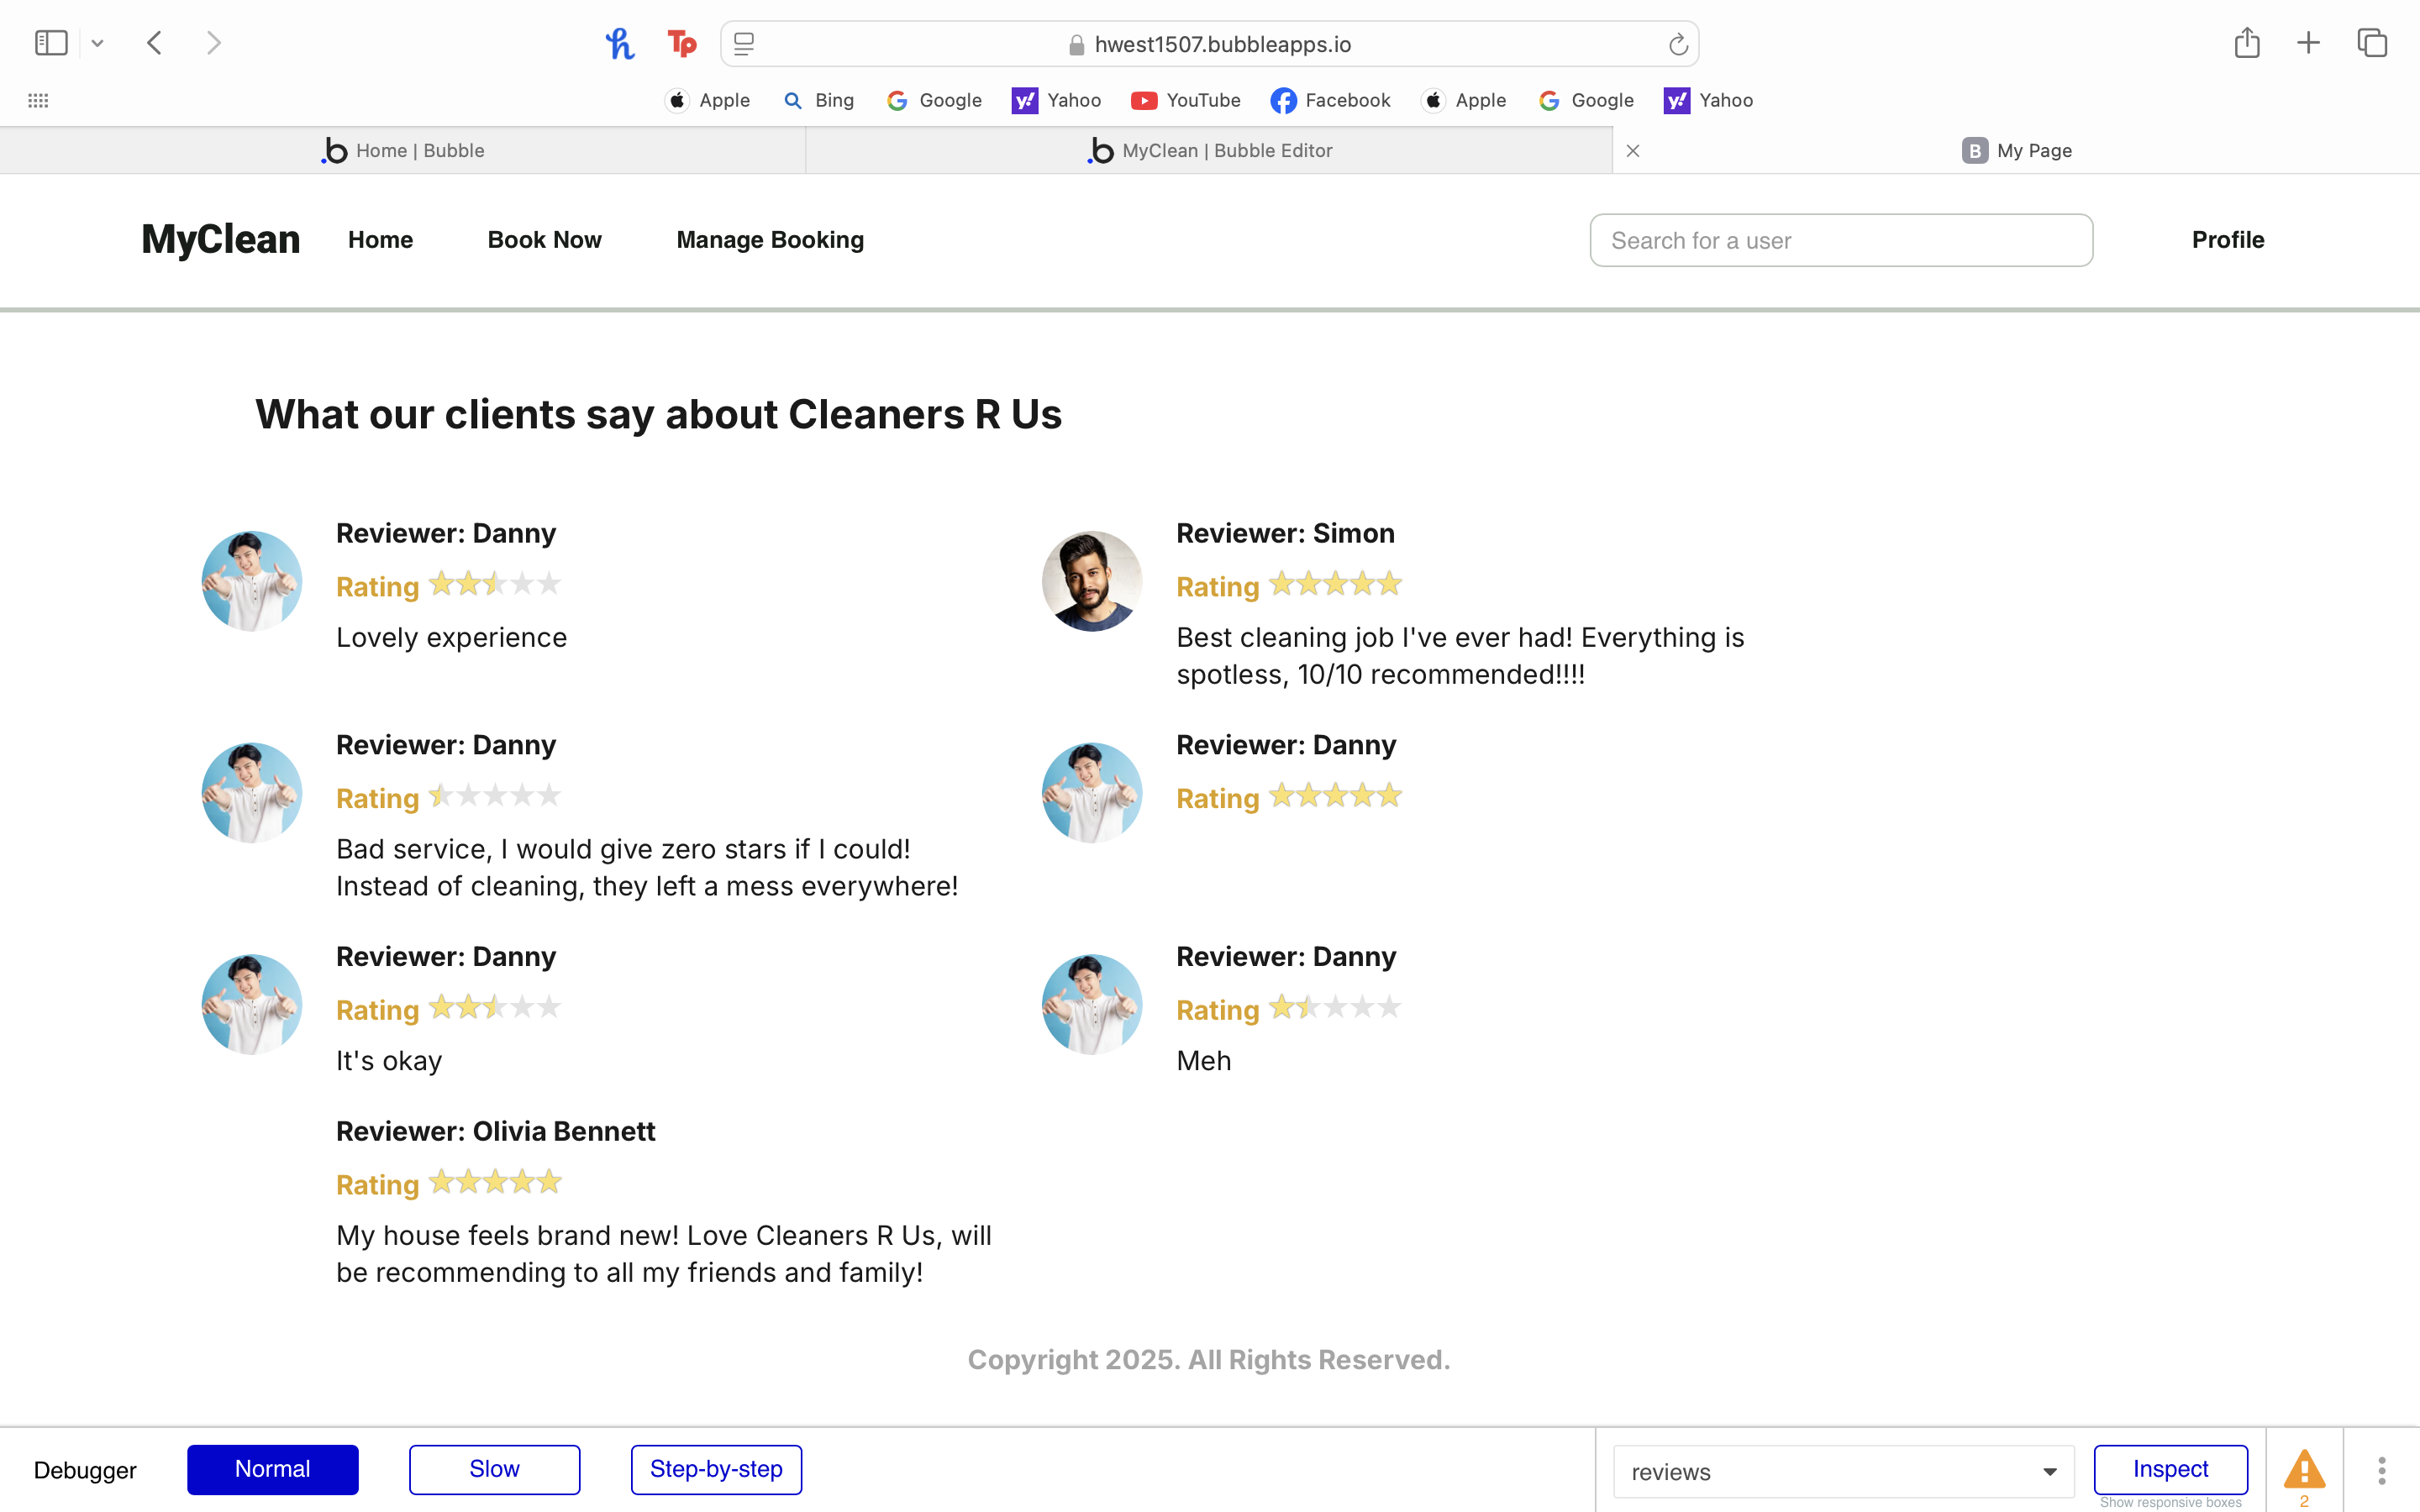 hwest1507.bubbleapps.io
Apple Bing Google Yahoo YouTube Facebook Apple Google Yahoo
Home | Bubble MyClean | Bubble Editor My Page
MyClean Home Book Now Manage Booking Search for a user Profile
What our clients say about Cleaners R Us
Reviewer: Danny
Rating
Lovely experience
Reviewer: Simon
Rating
Best cleaning job I've ever had! Everything is
spotless, 10/10 recommended!!!!
Reviewer: Danny
Rating
Bad service, I would give zero stars if I could!
Instead of cleaning, they left a mess everywhere!
Reviewer: Danny
Rating
Reviewer: Danny
Rating
It's okay
Reviewer: Danny
Rating
Meh
Reviewer: Olivia Bennett
Rating
My house feels brand new! Love Cleaners R Us, will
be recommending to all my friends and family!
Copyright 2025. All Rights Reserved.
Debugger Normal Slow Step-by-step reviews Inspect
Show responsive boxes 2